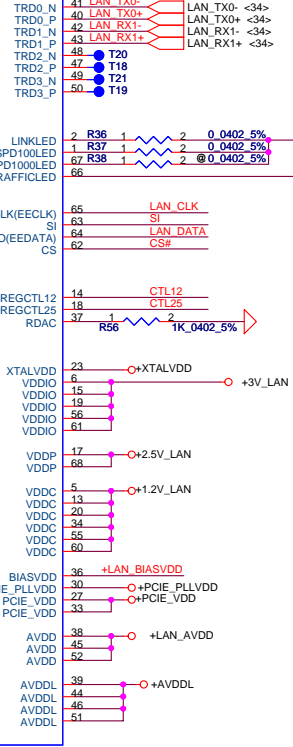 TRD0_N 41 LAN_TX0- LAN_TX0- <34>
TRD0_P 40 LAN_TX0+ LAN_TX0+ <34>
TRD1_N 42 LAN_RX1- LAN_RX1- <34>
TRD1_P 43 LAN_RX1+ LAN_RX1+ <34>
TRD2_N 48 T20
TRD2_P 47 T18
TRD3_N 49 T21
TRD3_P 50 T19
LINKLED 2 R36 1 2 0_0402_5%
SPD100LED 1 R37 1 2 0_0402_5%
SPD1000LED 67 R38 1 2 @0_0402_5%
RAFFICLED 66
CLK(EECLK) 65 LAN_CLK
SI 63 SI
O(EEDATA) 64 LAN_DATA
CS 62 CS#
REGCTL12 14 CTL12
REGCTL25 18 CTL25
RDAC 37 R56 1 2 1K_0402_5%
XTALVDD 23 +XTALVDD
VDDIO 6 +3V_LAN
VDDIO 15
VDDIO 19
VDDIO 56
VDDIO 61
VDDP 17 +2.5V_LAN
VDDP 68
VDDC 5 +1.2V_LAN
VDDC 13
VDDC 20
VDDC 34
VDDC 55
VDDC 60
BIASVDD 36 +LAN_BIASVDD
IE_PLLVDD 30 +PCIE_PLLVDD
PCIE_VDD 27 +PCIE_VDD
PCIE_VDD 33
AVDD 38 +LAN_AVDD
AVDD 45
AVDD 52
AVDDL 39 +AVDDL
AVDDL 44
AVDDL 46
AVDDL 51